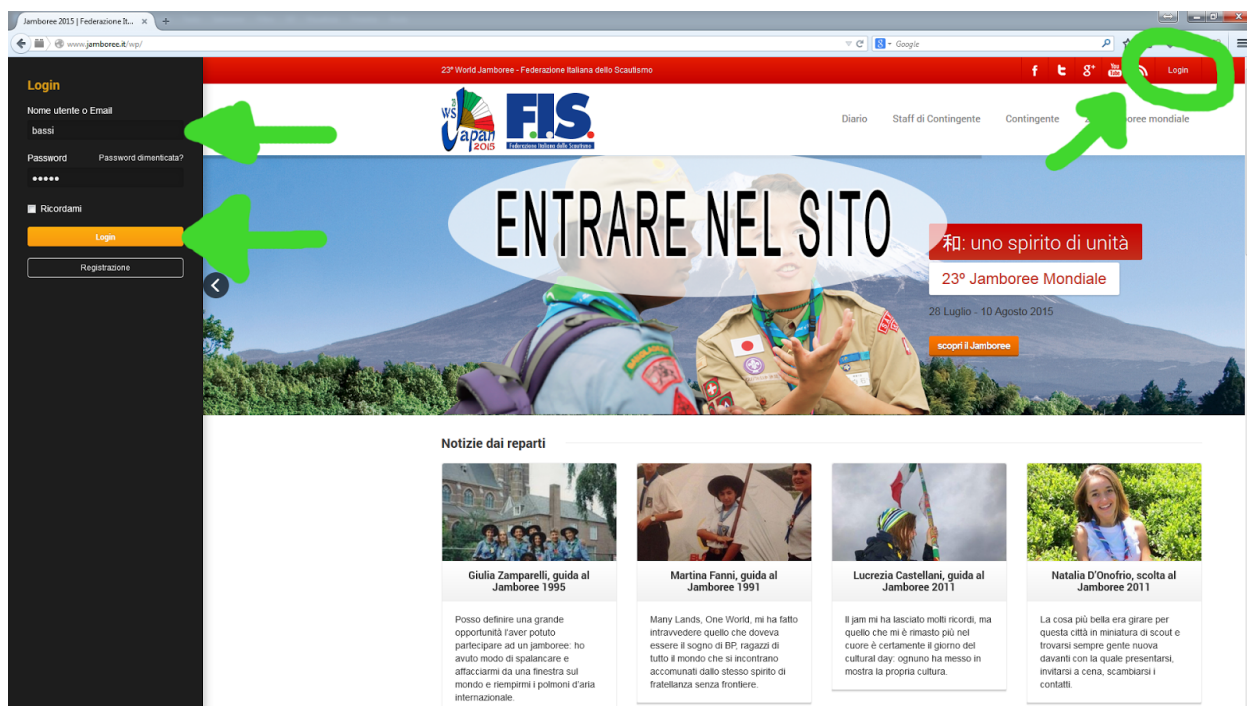 Jamboree 2015 | Federazione It...
www.jamboree.it/wp/
Google
Login
Nome utente o Email
bassi
Password
Password dimenticata?
•••••
Ricordami
Login
Registrazione
23° World Jamboree - Federazione Italiana dello Scautismo
Login
WSJ
Japan
2015
F.I.S.
Federazione Italiana dello Scautismo
Diario
Staff di Contingente
Contingente
mondiale
ENTRARE NEL SITO
和: uno spirito di unità
23º Jamboree Mondiale
28 Luglio - 10 Agosto 2015
scopri il Jamboree
Notizie dai reparti
Giulia Zamparelli, guida al
Jamboree 1995
Posso definire una grande
opportunità l'aver potuto
partecipare ad un jamboree: ho
avuto modo di spalancare e
affacciarmi da una finestra sul
mondo e riempirmi i polmoni d'aria
internazionale.
Martina Fanni, guida al
Jamboree 1991
Many Lands, One World, mi ha fatto
intravvedere quello che doveva
essere il sogno di BP, ragazzi di
tutto il mondo che si incontrano
accomunati dallo stesso spirito di
fratellanza senza frontiere.
Lucrezia Castellani, guida al
Jamboree 2011
Il jam mi ha lasciato molti ricordi, ma
quello che mi è rimasto più nel
cuore è certamente il giorno del
cultural day: ognuno ha messo in
mostra la propria cultura.
Natalia D'Onofrio, scolta al
Jamboree 2011
La cosa più bella era girare per
questa città in miniatura di scout e
trovarsi sempre gente nuova
davanti con la quale presentarsi,
invitarsi a cena, scambiarsi i
contatti.